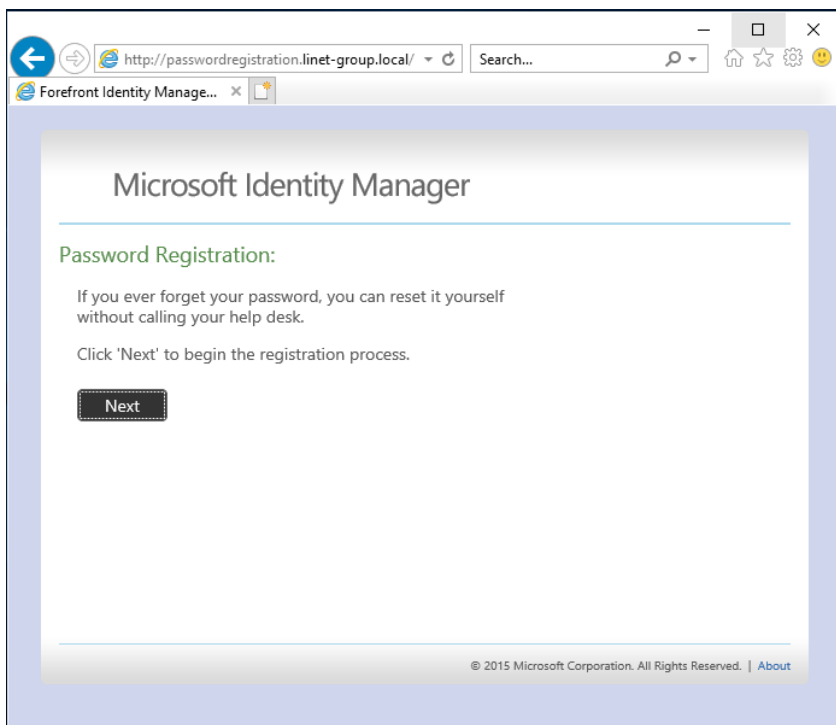 http://passwordregistration.linet-group.local/
Search...
Forefront Identity Manage...
Microsoft Identity Manager
Password Registration:
If you ever forget your password, you can reset it yourself
without calling your help desk.
Click 'Next' to begin the registration process.
Next
© 2015 Microsoft Corporation. All Rights Reserved. | About